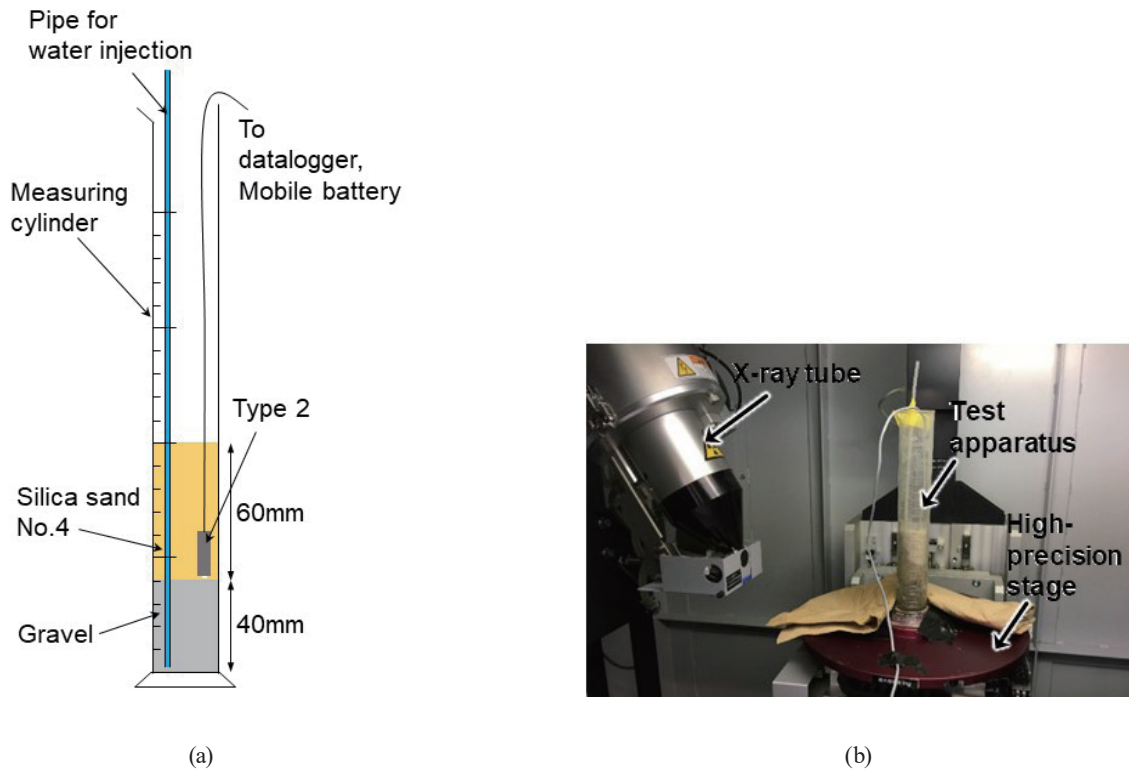 Pipe for
water injection
To
datalogger,
Mobile battery
Measuring
cylinder
Type 2
Silica sand
No.4
60mm
Gravel
40mm
(a)
X-ray tube
Test
apparatus
High-
precision
stage
(b)